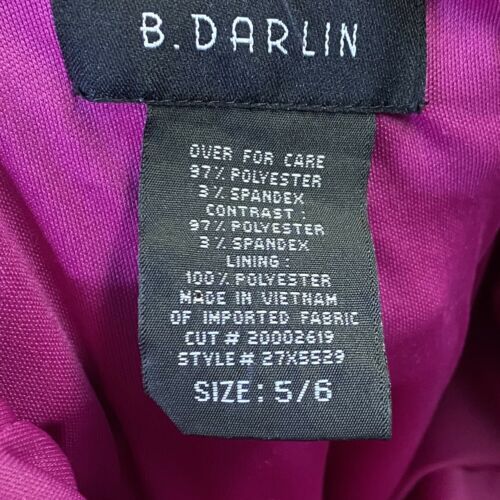 B. DARLIN
OVER FOR CARE
97% POLYESTER
3% SPANDEX
CONTRAST :
97% POLYESTER
3% SPANDEX
LINING :
100% POLYESTER
MADE IN VIETNAM
OF IMPORTED FABRIC
CUT # 20002619
STYLE# 27X5529
SIZE: 5/6